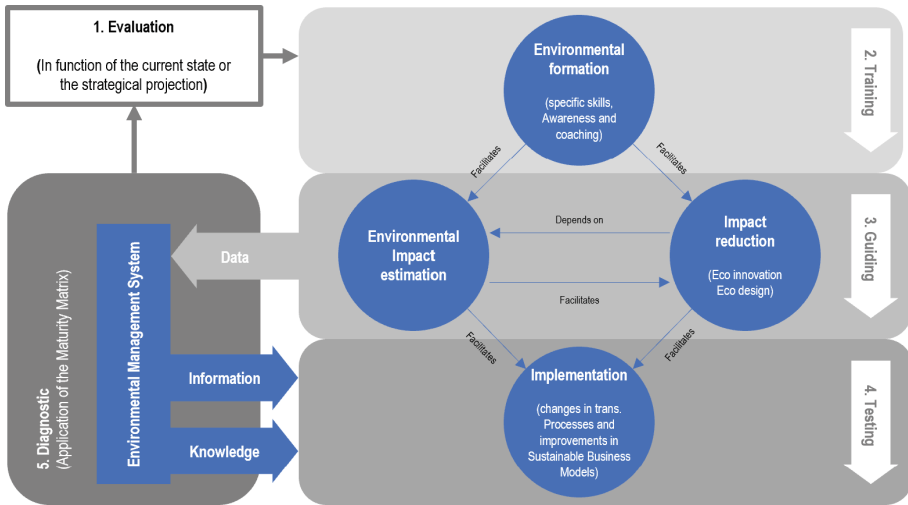 1. Evaluation
(In function of the current state or
the strategical projection)
Environmental
formation
(specific skills,
Awareness and
coaching)
2. Training
Facilitates
Facilitates
Environmental
Impact
estimation
Depends on
Facilitates
Impact
reduction
(Eco innovation
Eco design)
3. Guiding
Data
Facilitates
Facilitates
5. Diagnostic
(Application of the Maturity Matrix)
Environmental Management System
Information
Knowledge
Implementation
(changes in trans.
Processes and
improvements in
Sustainable Business
Models)
4. Testing